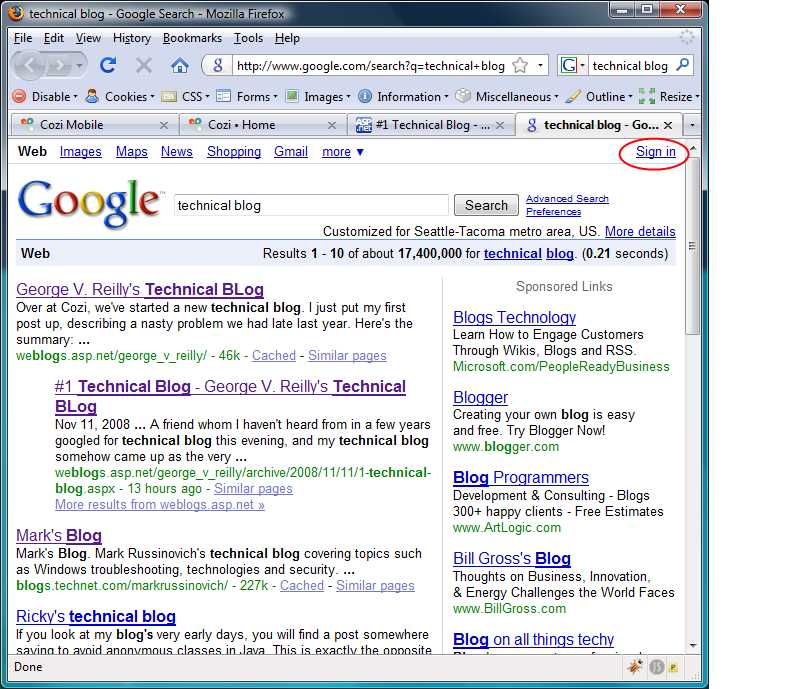 technical blog - Google Search - Mozilla Firefox
File Edit View History Bookmarks Tools Help
http://www.google.com/search?q=technical+blog technical blog
Disable Cookies CSS Forms Images Information Miscellaneous Outline Resize
Cozi Mobile Cozi • Home #1 Technical Blog - ... technical blog - Go...
Web Images Maps News Shopping Gmail more ▼ Sign in
Google™ technical blog Search Advanced Search
Preferences
Customized for Seattle-Tacoma metro area, US. More details
Web Results 1 - 10 of about 17,400,000 for technical blog. (0.21 seconds)
George V. Reilly's Technical BLog
Over at Cozi, we've started a new technical blog. I just put my first
post up, describing a nasty problem we had late last year. Here's the
summary: ...
weblogs.asp.net/george_v_reilly/ - 46k - Cached - Similar pages
#1 Technical Blog - George V. Reilly's Technical
BLog
Nov 11, 2008 ... A friend whom I haven't heard from in a few years
googled for technical blog this evening, and my technical blog
somehow came up as the very ...
weblogs.asp.net/george_v_reilly/archive/2008/11/11/1-technical-
blog.aspx - 13 hours ago - Similar pages
More results from weblogs.asp.net »
Mark's Blog
Mark's Blog. Mark Russinovich's technical blog covering topics such
as Windows troubleshooting, technologies and security. ...
blogs.technet.com/markrussinovich/ - 227k - Cached - Similar pages
Ricky's technical blog
If you look at my blog's very early days, you will find a post somewhere
saying to avoid anonymous classes in Java. This is exactly the opposite
Sponsored Links
Blogs Technology
Learn How to Engage Customers
Through Wikis, Blogs and RSS.
Microsoft.com/PeopleReadyBusiness
Blogger
Creating your own blog is easy
and free. Try Blogger Now!
www.blogger.com
Blog Programmers
Development & Consulting - Blogs
300+ happy clients - Free Estimates
www.ArtLogic.com
Bill Gross's Blog
Thoughts on Business, Innovation,
& Energy Challenges the World Faces
www.BillGross.com
Blog on all things techy
Done